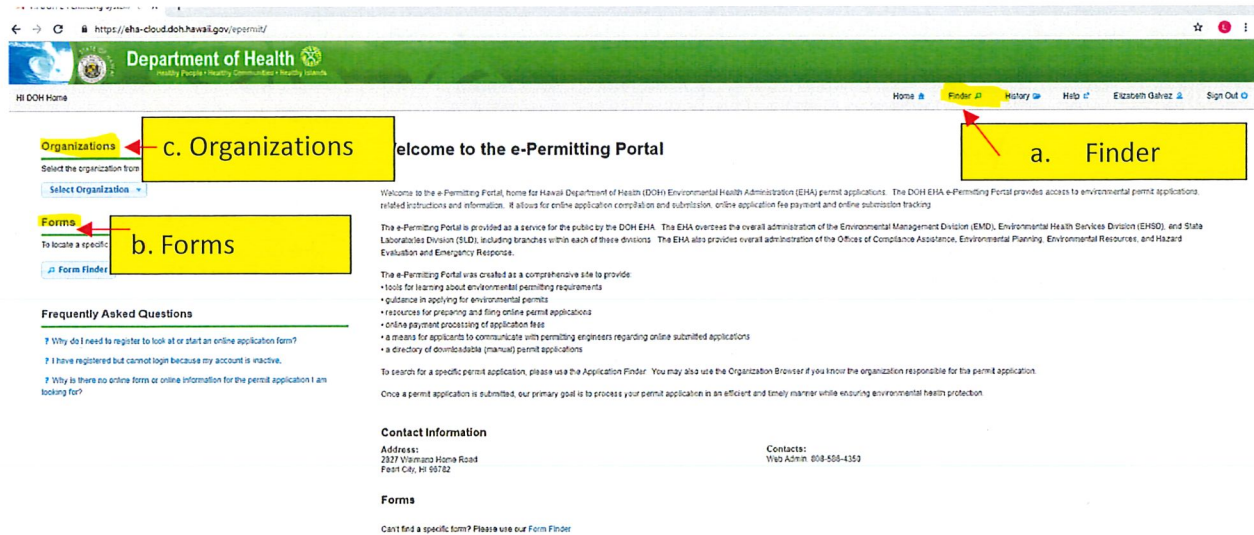 https://eha-cloud.doh.hawaii.gov/epermit/
Department of Health
Healthy People • Healthy Communities • Healthy Islands
HI DOH Home
Home
Finder
History
Help
Elizabeth Galvez
Sign Out
Organizations
c. Organizations
Select the organization from
Select Organization
Forms
b. Forms
To locate a specific
Form Finder
Frequently Asked Questions
? Why do I need to register to look at or start an online application form?
? I have registered but cannot login because my account is inactive.
? Why is there no online form or online information for the permit application I am
looking for?
a. Finder
elcome to the e-Permitting Portal
Welcome to the e-Permitting Portal, home for Hawaii Department of Health (DOH) Environmental Health Administration (EHA) permit applications. The DOH EHA e-Permitting Portal provides access to environmental permit applications,
related instructions and information. It allows for online application compilation and submission, online application fee payment and online submission tracking
The e-Permitting Portal is provided as a service for the public by the DOH EHA. The EHA oversees the overall administration of the Environmental Management Division (EMD), Environmental Health Services Division (EHSD), and State
Laboratories Division (SLD), including branches within each of these divisions. The EHA also provides overall administration of the Offices of Compliance Assistance, Environmental Planning, Environmental Resources, and Hazard
Evaluation and Emergency Response.
The e-Permitting Portal was created as a comprehensive site to provide:
• tools for learning about environmental permitting requirements
• guidance in applying for environmental permits
• resources for preparing and filing online permit applications
• online payment processing of application fees
• a means for applicants to communicate with permitting engineers regarding online submitted applications
• a directory of downloadable (manual) permit applications
To search for a specific permit application, please use the Application Finder. You may also use the Organization Browser if you know the organization responsible for the permit application.
Once a permit application is submitted, our primary goal is to process your permit application in an efficient and timely manner while ensuring environmental health protection.
Contact Information
Address:
2827 Waimano Home Road
Pearl City, HI 96782
Contacts:
Web Admin: 808-586-4350
Forms
Can't find a specific form? Please use our Form Finder